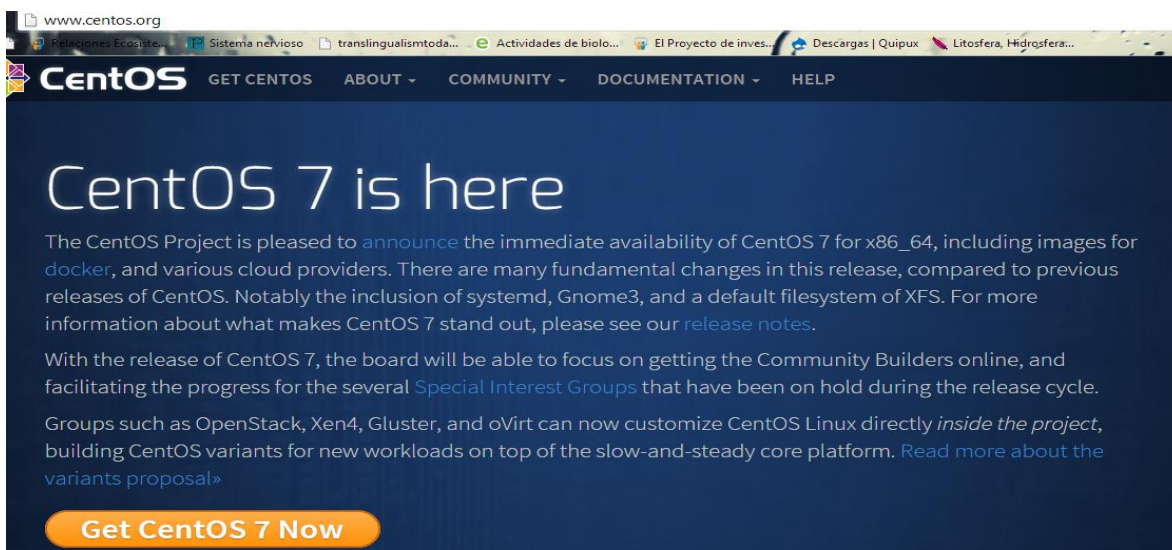 www.centos.org
Relaciones Ecosiste... Sistema nervioso translingualismtoda... Actividades de biolo... El Proyecto de inves... Descargas | Quipux Litosfera, Hidrosfera:...
CentOS GET CENTOS ABOUT COMMUNITY DOCUMENTATION HELP
CentOS 7 is here
The CentOS Project is pleased to announce the immediate availability of CentOS 7 for x86_64, including images for
docker, and various cloud providers. There are many fundamental changes in this release, compared to previous
releases of CentOS. Notably the inclusion of systemd, Gnome3, and a default filesystem of XFS. For more
information about what makes CentOS 7 stand out, please see our release notes.
With the release of CentOS 7, the board will be able to focus on getting the Community Builders online, and
facilitating the progress for the several Special Interest Groups that have been on hold during the release cycle.
Groups such as OpenStack, Xen4, Gluster, and oVirt can now customize CentOS Linux directly inside the project,
building CentOS variants for new workloads on top of the slow-and-steady core platform. Read more about the
variants proposal»
Get CentOS 7 Now